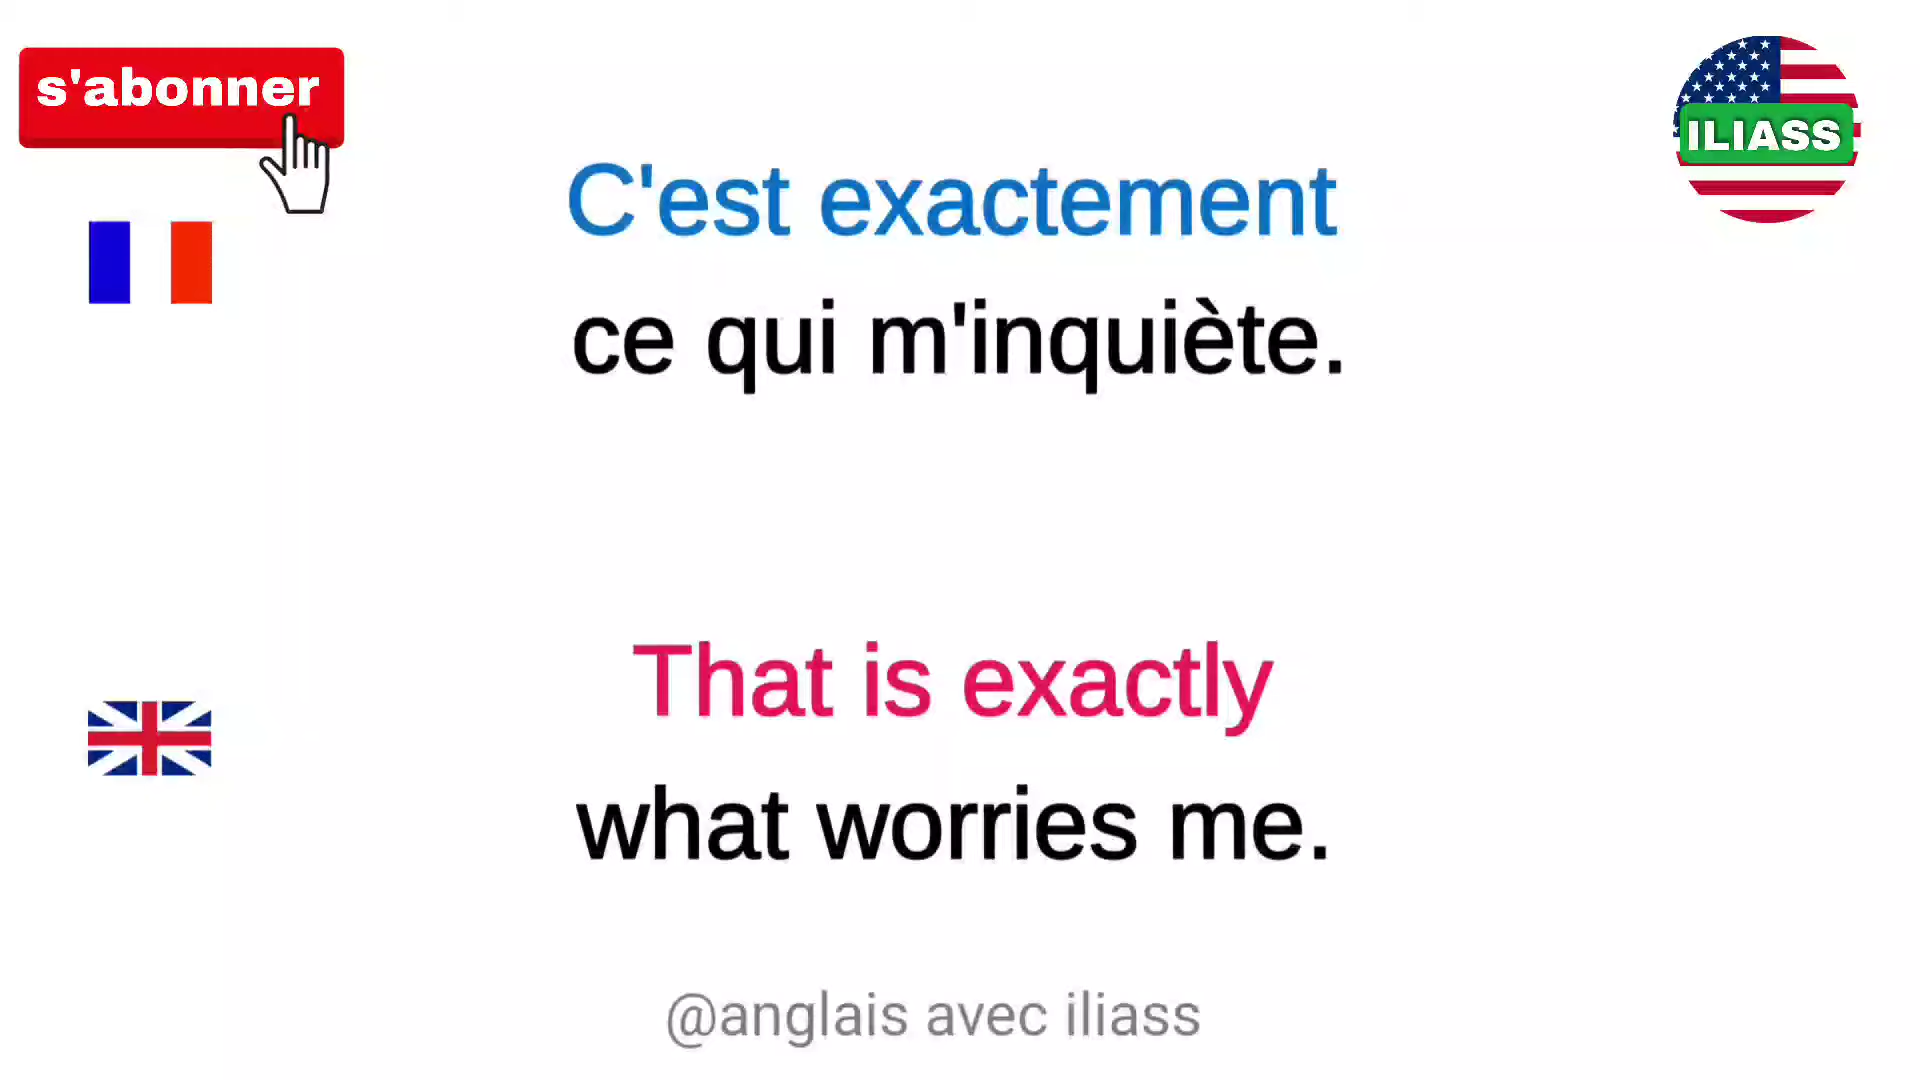 s'abonner
ILIASS
C'est exactement
ce qui m'inquiète.
That is exactly
what worries me.
@anglais avec iliass